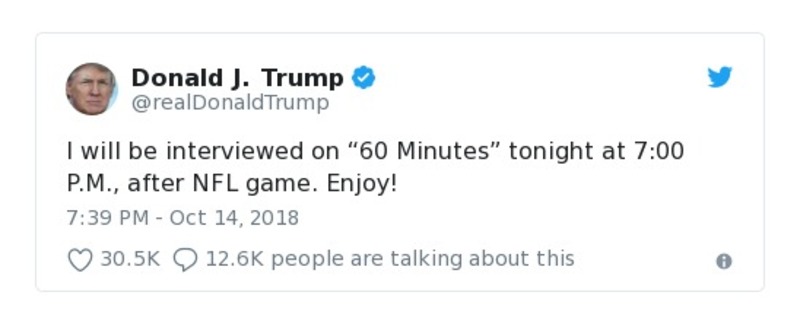 Donald J. Trump
@realDonaldTrump
I will be interviewed on “60 Minutes” tonight at 7:00
P.M., after NFL game. Enjoy!
7:39 PM - Oct 14, 2018
30.5K 12.6K people are talking about this